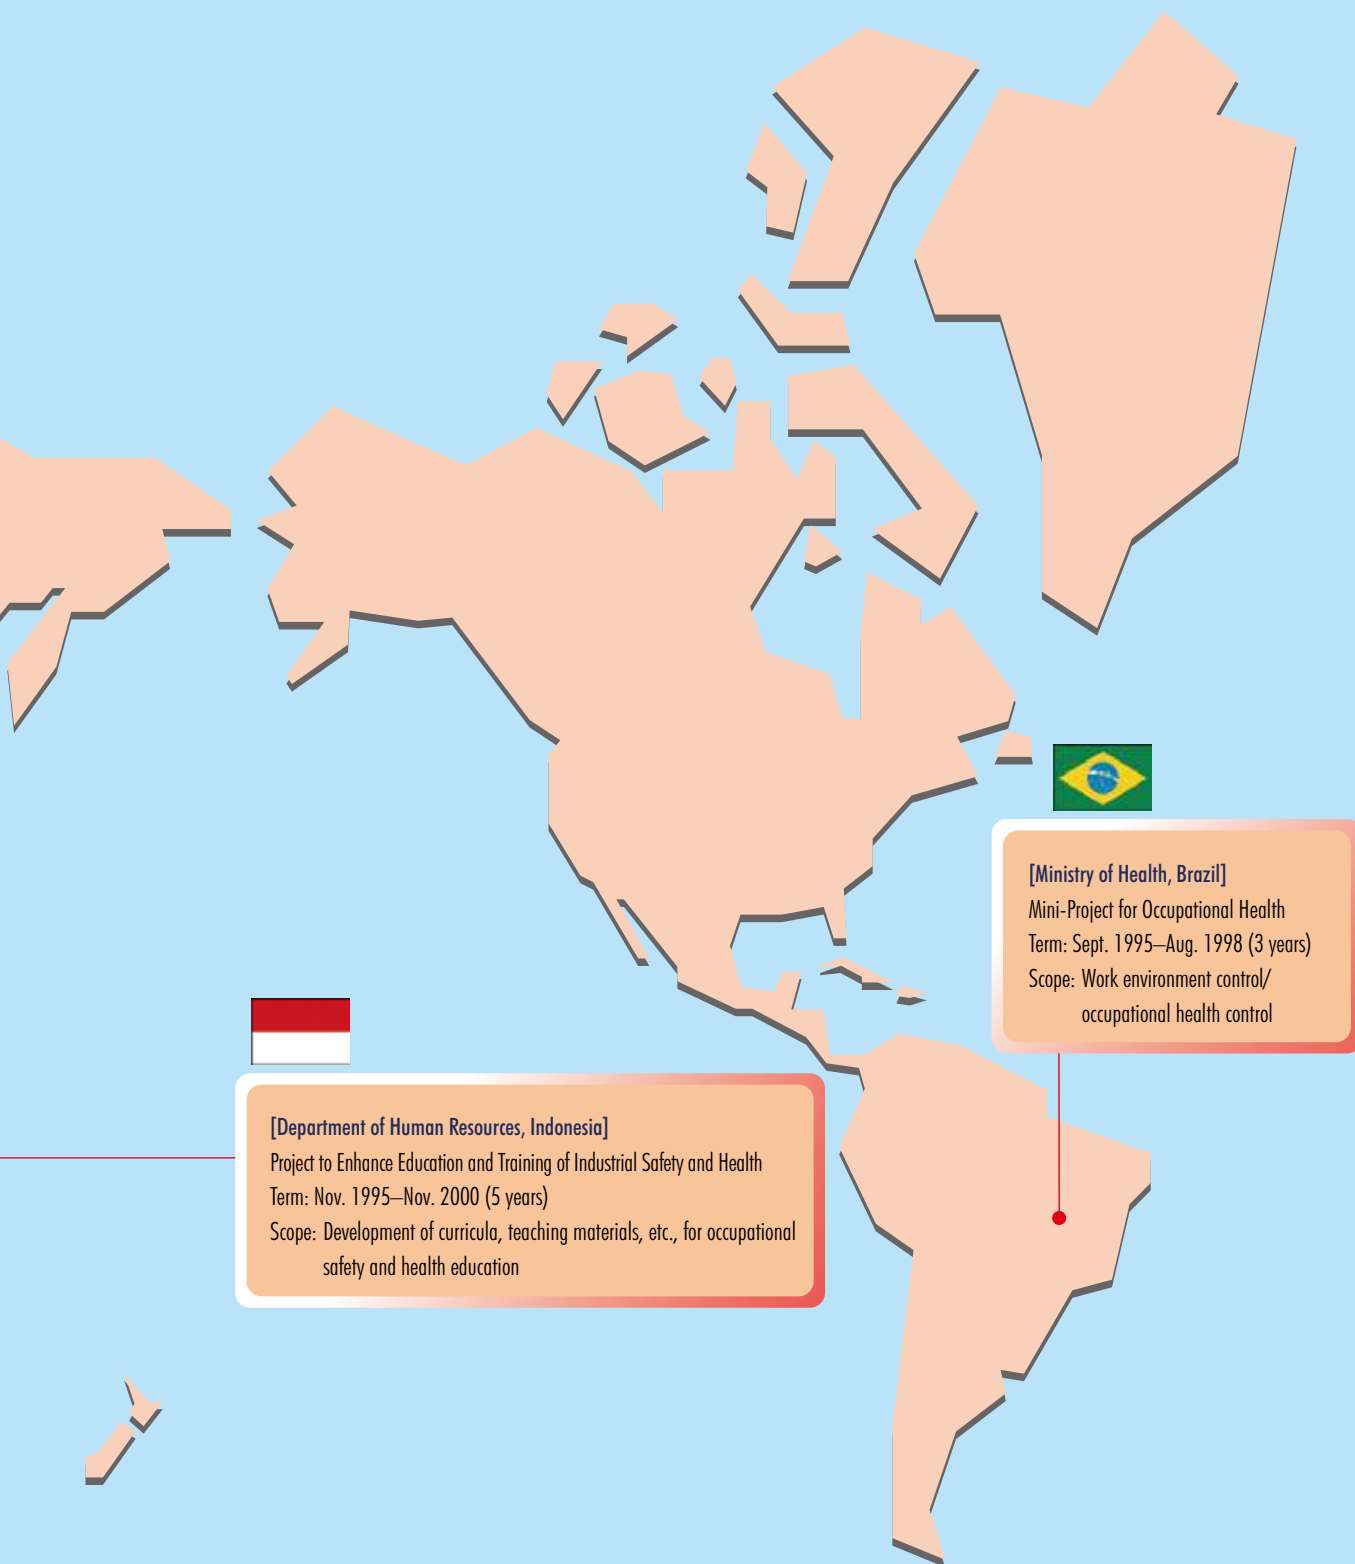 [Ministry of Health, Brazil]
Mini-Project for Occupational Health
Term: Sept. 1995–Aug. 1998 (3 years)
Scope: Work environment control/
occupational health control
[Department of Human Resources, Indonesia]
Project to Enhance Education and Training of Industrial Safety and Health
Term: Nov. 1995–Nov. 2000 (5 years)
Scope: Development of curricula, teaching materials, etc., for occupational
safety and health education